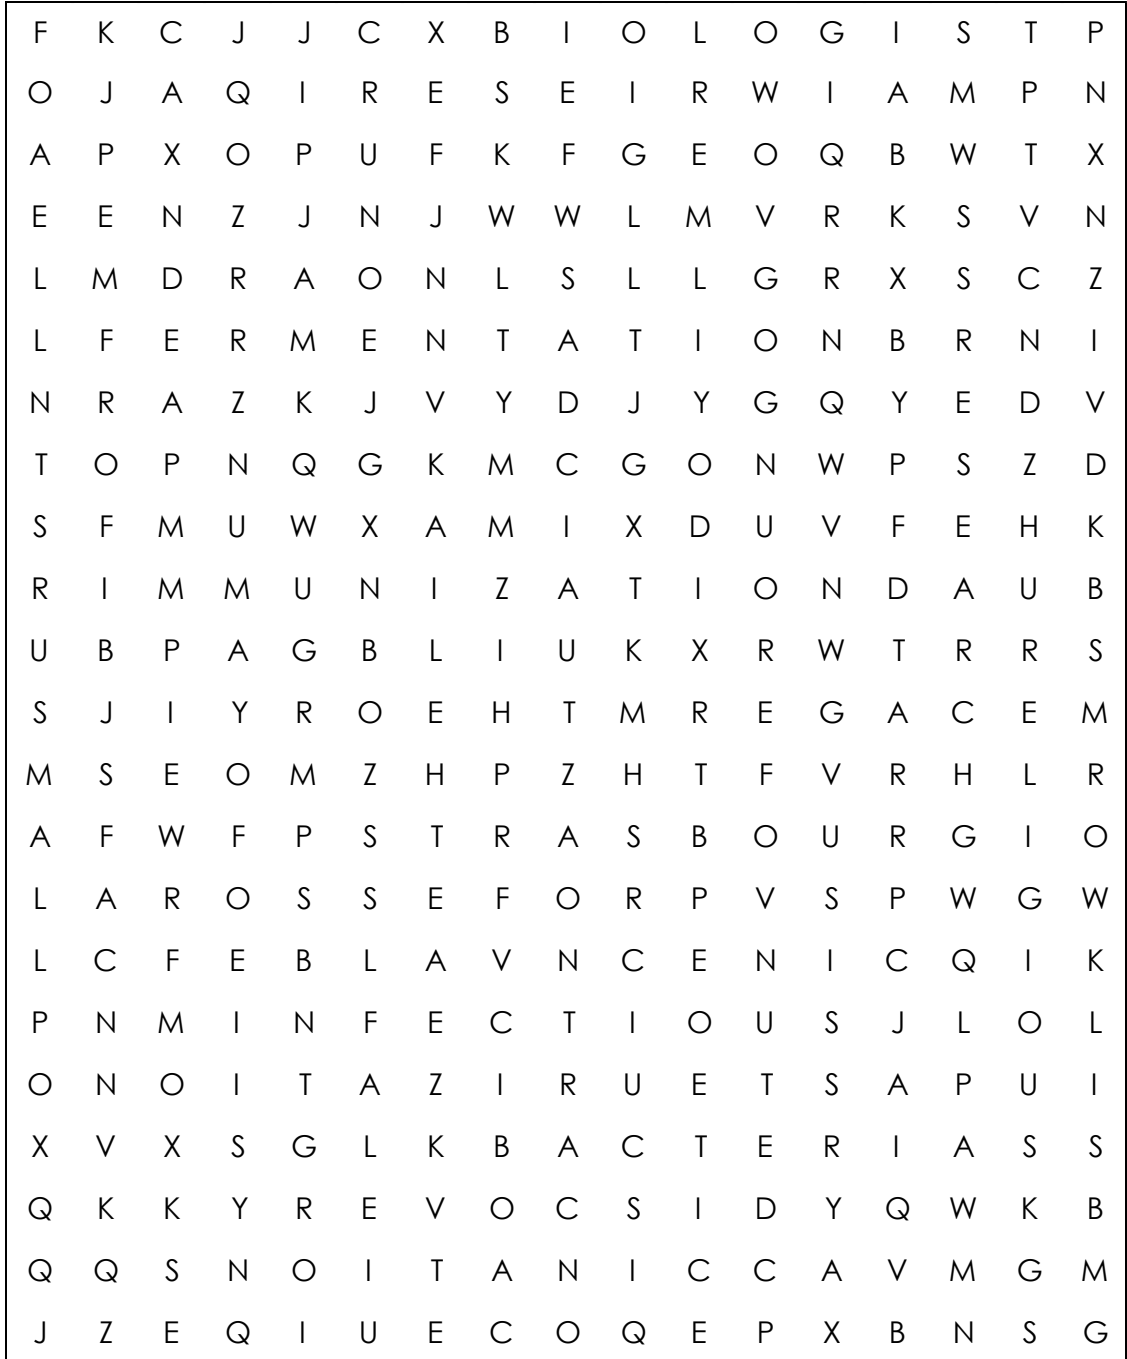 F K C J J C X B I O L O G I S T P
O J A Q I R E S E I R W I A M P N
A P X O P U F K F G E O Q B W T X
E E N Z J N J W W L M V R K S V N
L M D R A O N L S L L G R X S C Z
L F E R M E N T A T I O N B R N I
N R A Z K J V Y D J Y G Q Y E D V
T O P N Q G K M C G O N W P S Z D
S F M U W X A M I X D U V F E H K
R I M M U N I Z A T I O N D A U B
U B P A G B L I U K X R W T R R S
S J I Y R O E H T M R E G A C E M
M S E O M Z H P Z H T F V R H L R
A F W F P S T R A S B O U R G I O
L A R O S S E F O R P V S P W G W
L C F E B L A V N C E N I C Q I K
P N M I N F E C T I O U S J L O L
O N O I T A Z I R U E T S A P U I
X V X S G L K B A C T E R I A S S
Q K K Y R E V O C S I D Y Q W K B
Q Q S N O I T A N I C C A V M G M
J Z E Q I U E C O Q E P X B N S G